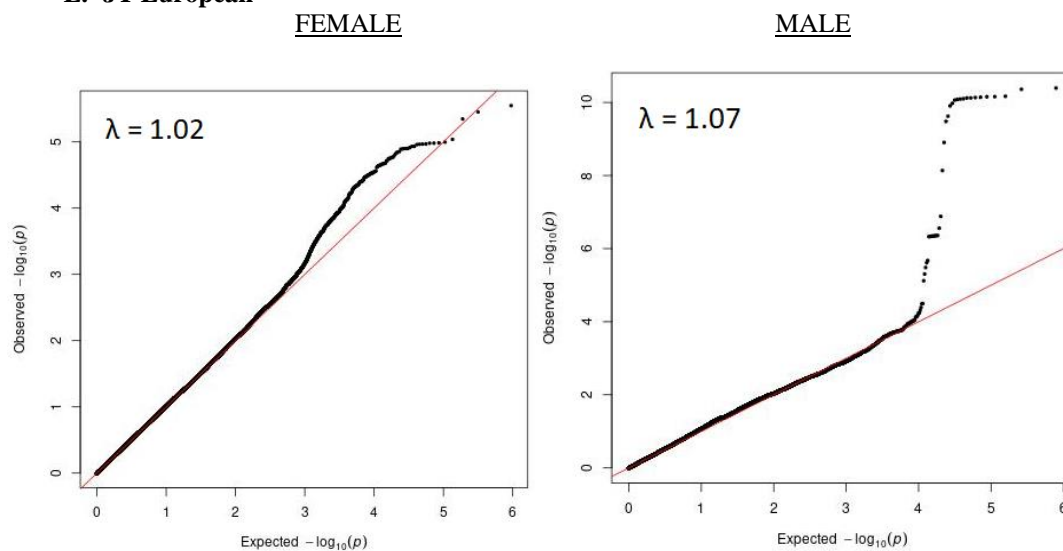 FEMALE MALE
λ = 1.02
Observed −log₁₀(p)
5
4
3
2
1
0
0 1 2 3 4 5 6
Expected −log₁₀(p)
λ = 1.07
Observed −log₁₀(p)
10
8
6
4
2
0
0 1 2 3 4 5 6
Expected −log₁₀(p)